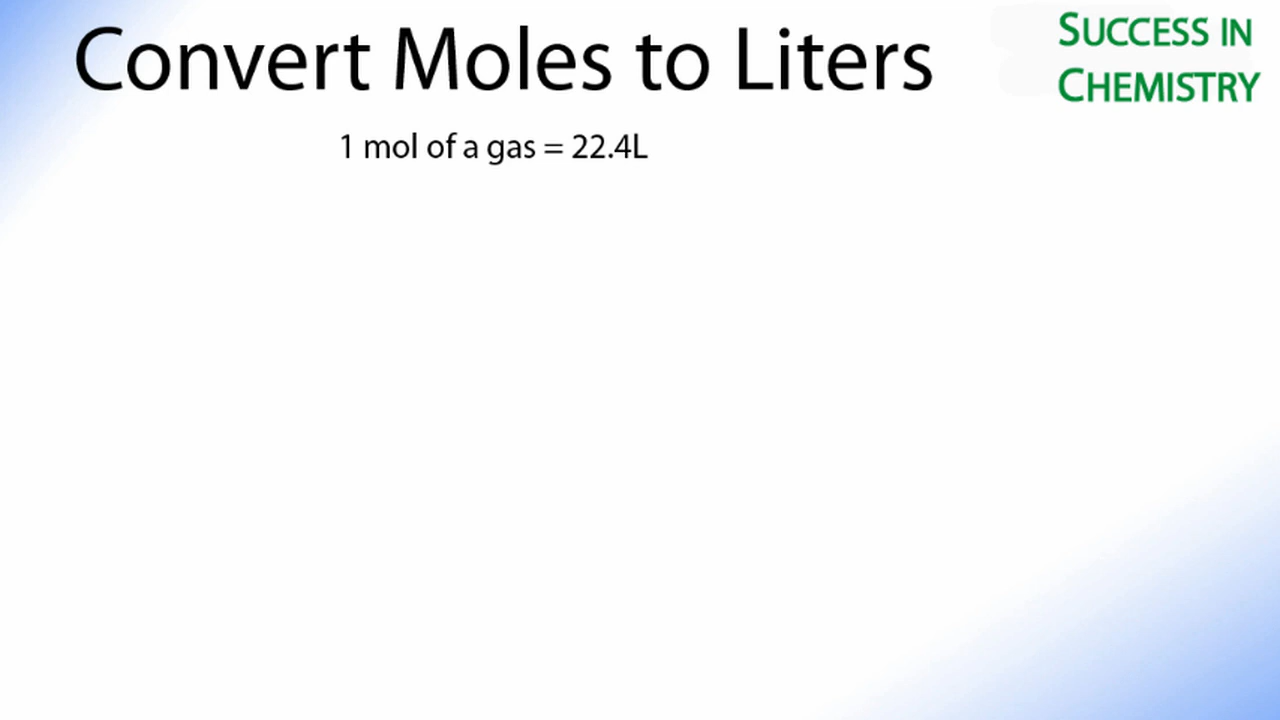 Convert Moles to Liters
SUCCESS IN
CHEMISTRY
1 mol of a gas = 22.4L